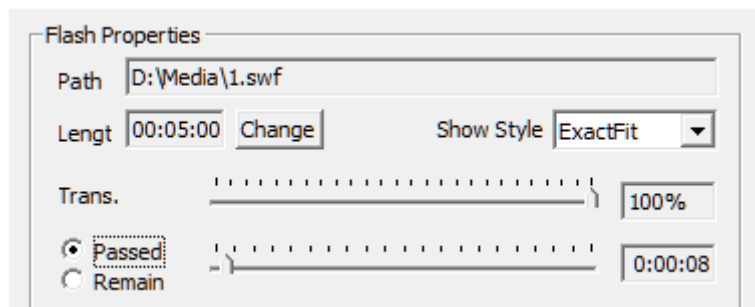 Flash Properties
Path D:\Media\1.swf
Lengt 00:05:00 Change Show Style ExactFit
Trans. 100%
Passed 0:00:08
Remain